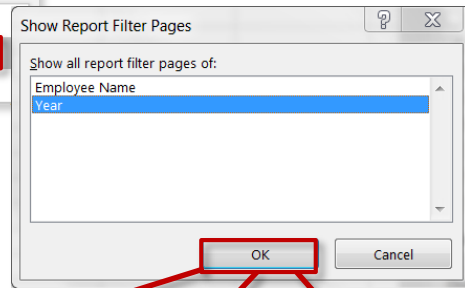 Show Report Filter Pages
Show all report filter pages of:
Employee Name
Year
OK
Cancel